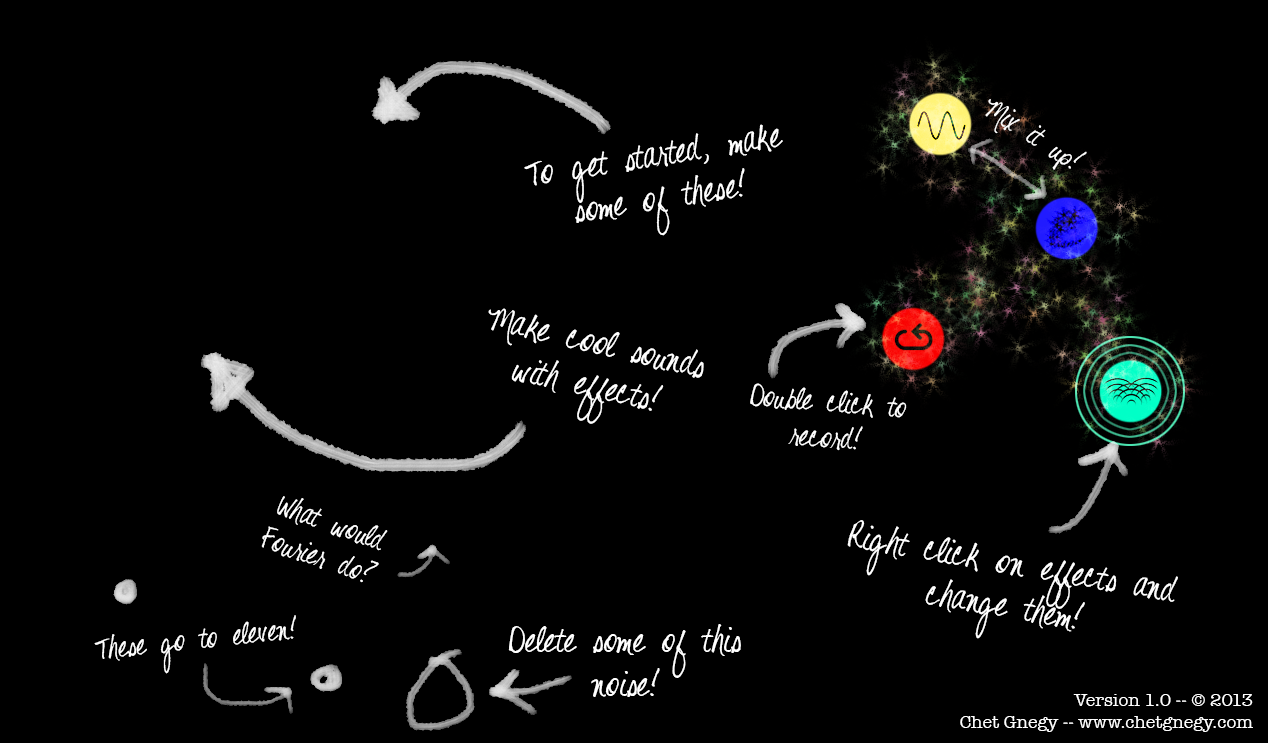 To get started, make
some of these!
Mix it up!
Make cool sounds
with effects!
Double click to
record!
What would
Fourier do?
Right click on effects and
change them!
These go to eleven!
Delete some of this
noise!
Version 1.0 -- © 2013
Chet Gnegy -- www.chetgnegy.com